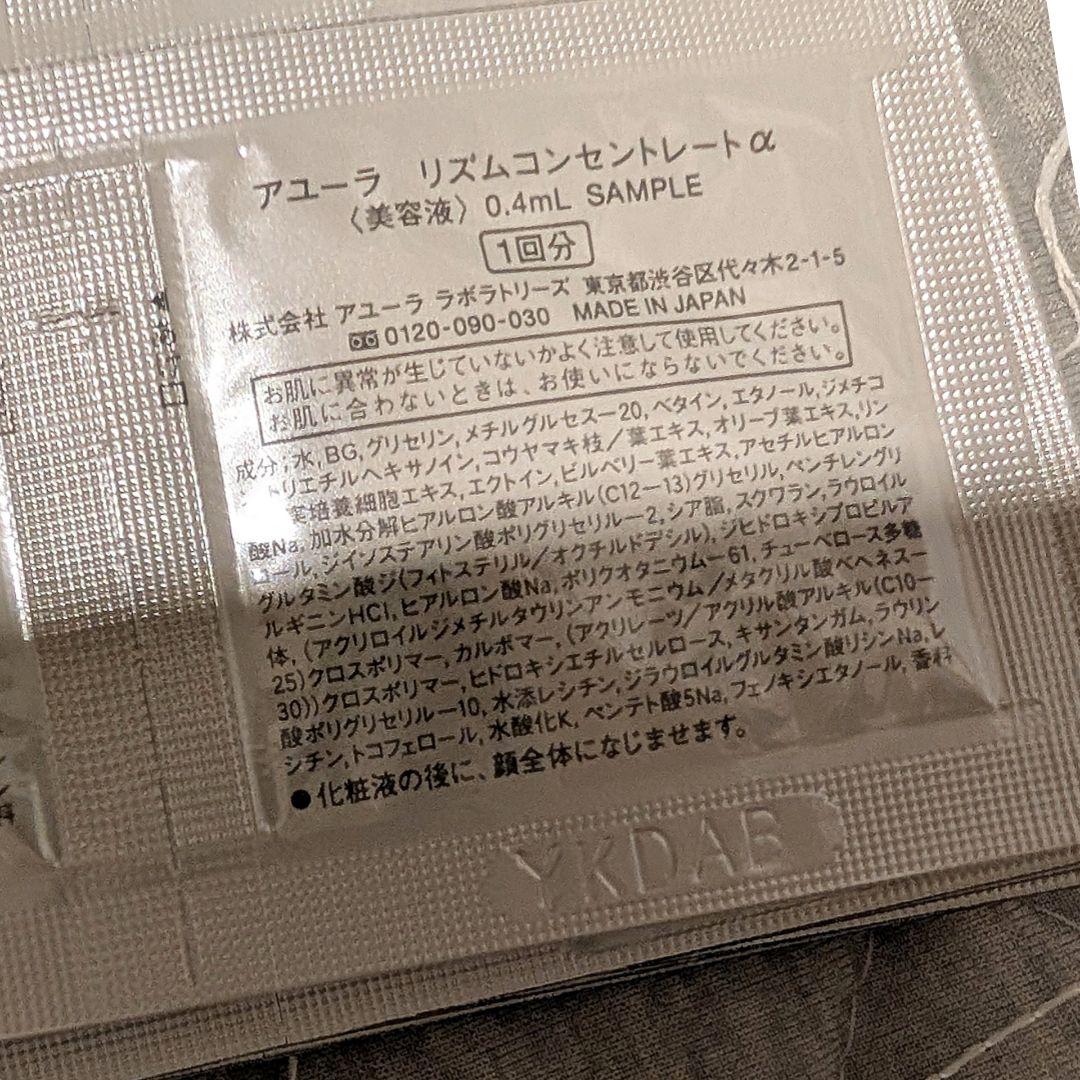 アユーラ リズムコンセントレートα
〈美容液〉 0.4mL SAMPLE
1回分
株式会社 アユーラ ラボラトリーズ 東京都渋谷区代々木2-1-5
0120-090-030 MADE IN JAPAN
お肌に異常が生じていないかよく注意して使用してください。
お肌に合わないときは、お使いにならないでください。
成分:水, BG, グリセリン, メチルグルセスー20, ベタイン, エタノール, ジメチコ
トリエチルヘキサノイン, コウヤマキ枝/葉エキス, オリーブ葉エキス, リン
培養細胞エキス, エクトイン, ビルベリー葉エキス, アセチルヒアルロン
酸Na, 加水分解ヒアルロン酸アルキル(C12ー13)グリセリル, ペンチレングリ
コール, ジイソステアリン酸ポリグリセリルー2, シア脂, スクワラン, ラウロイル
グルタミン酸ジ(フィトステリル/オクチルドデシル), ジヒドロキシプロピルア
ルギニンHCl, ヒアルロン酸Na, ポリクオタニウムー61, チューベロース多糖
体, (アクリロイルジメチルタウリンアンモニウム/メタクリル酸ベヘネスー
25)クロスポリマー, カルボマー, (アクリレーツ/アクリル酸アルキル(C10ー
30))クロスポリマー, ヒドロキシエチルセルロース, キサンタンガム, ラウリン
酸ポリグリセリルー10, 水添レシチン, ジラウロイルグルタミン酸リシンNa, レ
シチン, トコフェロール, 水酸化K, ペンテト酸5Na, フェノキシエタノール, 香料
●化粧液の後に、顔全体になじませます。
YKDAB